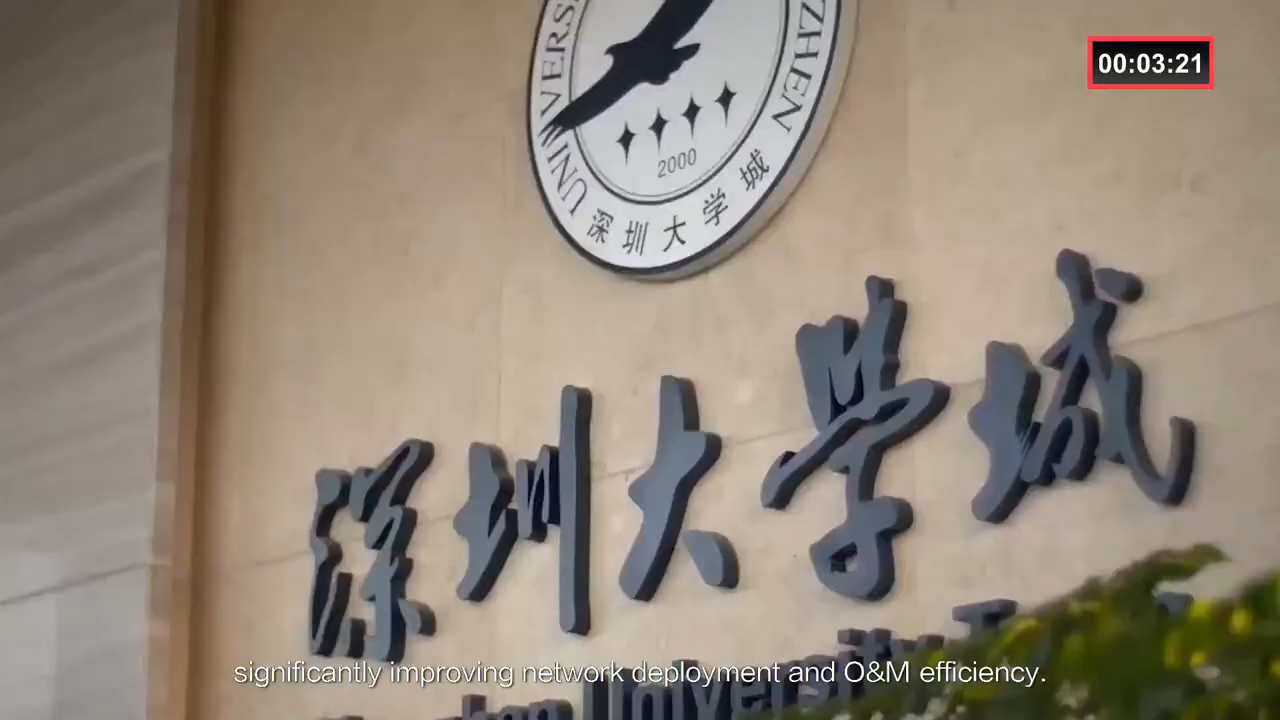 00:03:21
UNIVERS
ZHEN
2000
深圳大学城
深圳大学城
University T
significantly improving network deployment and O&M efficiency.